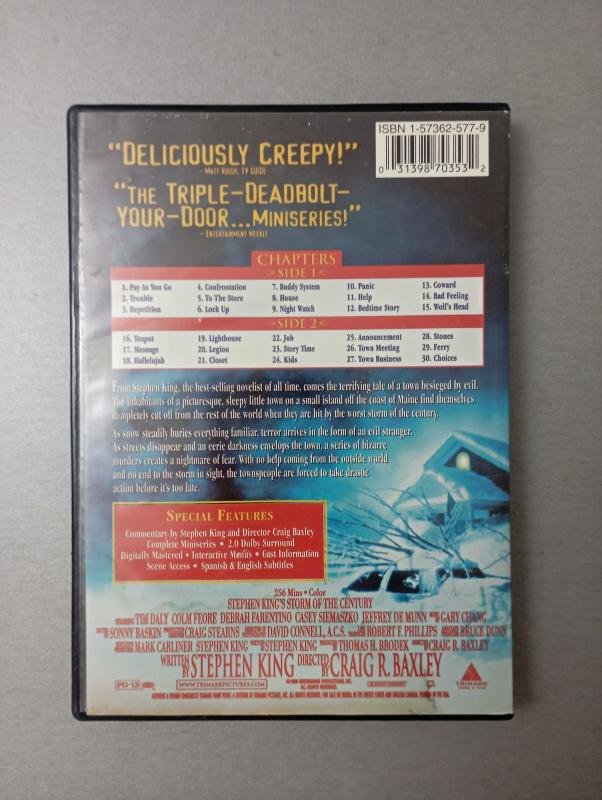 ISBN 1-57362-577-9
0 31398 70353 2
"DELICIOUSLY CREEPY!"
- MATT ROUSH, TV GUIDE
"THE TRIPLE-DEADBOLT-
YOUR-DOOR...MINISERIES!"
- ENTERTAINMENT WEEKLY
CHAPTERS
SIDE 1
1. Pay As You Go 4. Confrontation 7. Buddy System 10. Panic 13. Coward
2. Trouble 5. To The Store 8. House 11. Help 14. Bad Feeling
3. Repetition 6. Lock Up 9. Night Watch 12. Bedtime Story 15. Wolf's Head
SIDE 2
16. Teapot 19. Lighthouse 22. Job 25. Announcement 28. Stones
17. Message 20. Legion 23. Story Time 26. Town Meeting 29. Ferry
18. Hallelujah 21. Closet 24. Kids 27. Town Business 30. Choices
From Stephen King, the best-selling novelist of all time, comes the terrifying tale of a town besieged by evil.
The inhabitants of a picturesque, sleepy little town on a small island off the coast of Maine find themselves
completely cut off from the rest of the world when they are hit by the worst storm of the century.
As snow steadily buries everything familiar, terror arrives in the form of an evil stranger.
As streets disappear and an eerie darkness envelops the town, a series of bizarre
murders creates a nightmare of fear. With no help coming from the outside world
and no end to the storm in sight, the townspeople are forced to take drastic
action before it's too late.
SPECIAL FEATURES
Commentary by Stephen King and Director Craig Baxley
Complete Miniseries • 2.0 Dolby Surround
Digitally Mastered • Interactive Menus • Cast Information
Scene Access • Spanish & English Subtitles
256 Mins • Color
STEPHEN KING'S STORM OF THE CENTURY
TIM DALY COLM FEORE DEBRAH FARENTINO CASEY SIEMASZKO JEFFREY DE MUNN GARY CHANG
SONNY BASKIN CRAIG STEARNS DAVID CONNELL, A.C.S. ROBERT F. PHILLIPS BRUCE DUNN
MARK CARLINER STEPHEN KING STEPHEN KING THOMAS H. BRODEK CRAIG R. BAXLEY
WRITTEN BY STEPHEN KING DIRECTED BY CRAIG R. BAXLEY
PG-13
WWW.TRIMARKPICTURES.COM
ALL RIGHTS RESERVED.
TRIMARK